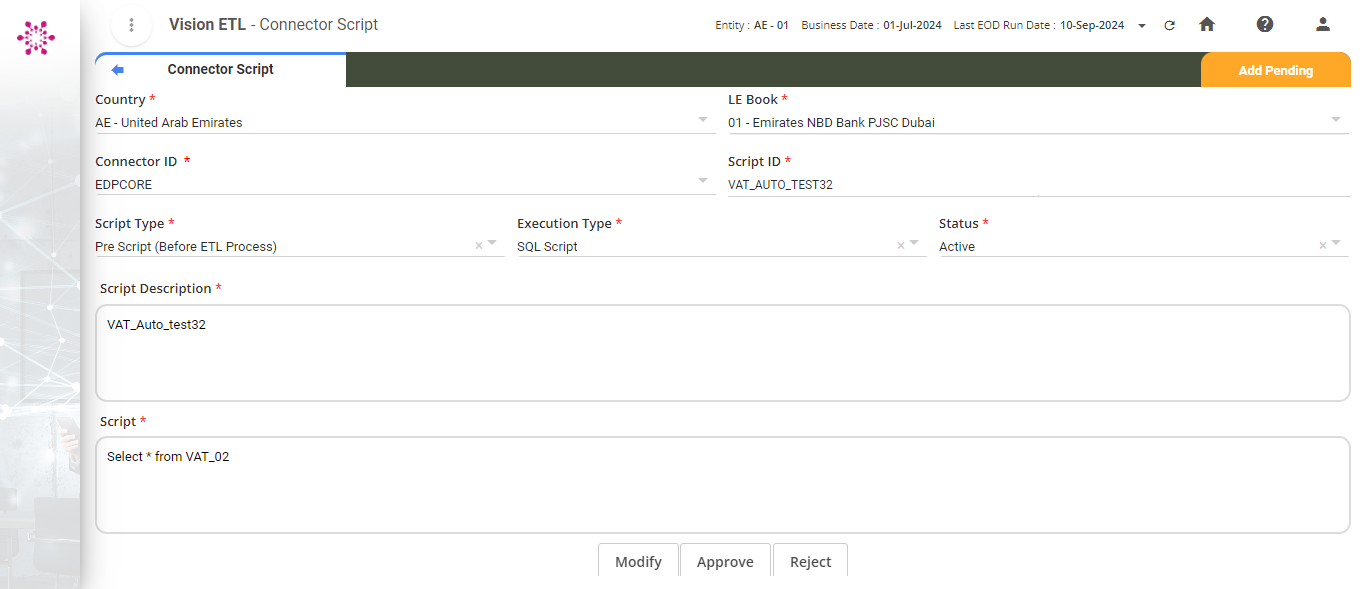 Vision ETL - Connector Script
Entity : AE - 01 Business Date : 01-Jul-2024 Last EOD Run Date : 10-Sep-2024
Connector Script
Add Pending
Country *
AE - United Arab Emirates
LE Book *
01 - Emirates NBD Bank PJSC Dubai
Connector ID *
EDPCORE
Script ID *
VAT_AUTO_TEST32
Script Type *
Pre Script (Before ETL Process)
Execution Type *
SQL Script
Status *
Active
Script Description *
VAT_Auto_test32
Script *
Select * from VAT_02
Modify
Approve
Reject